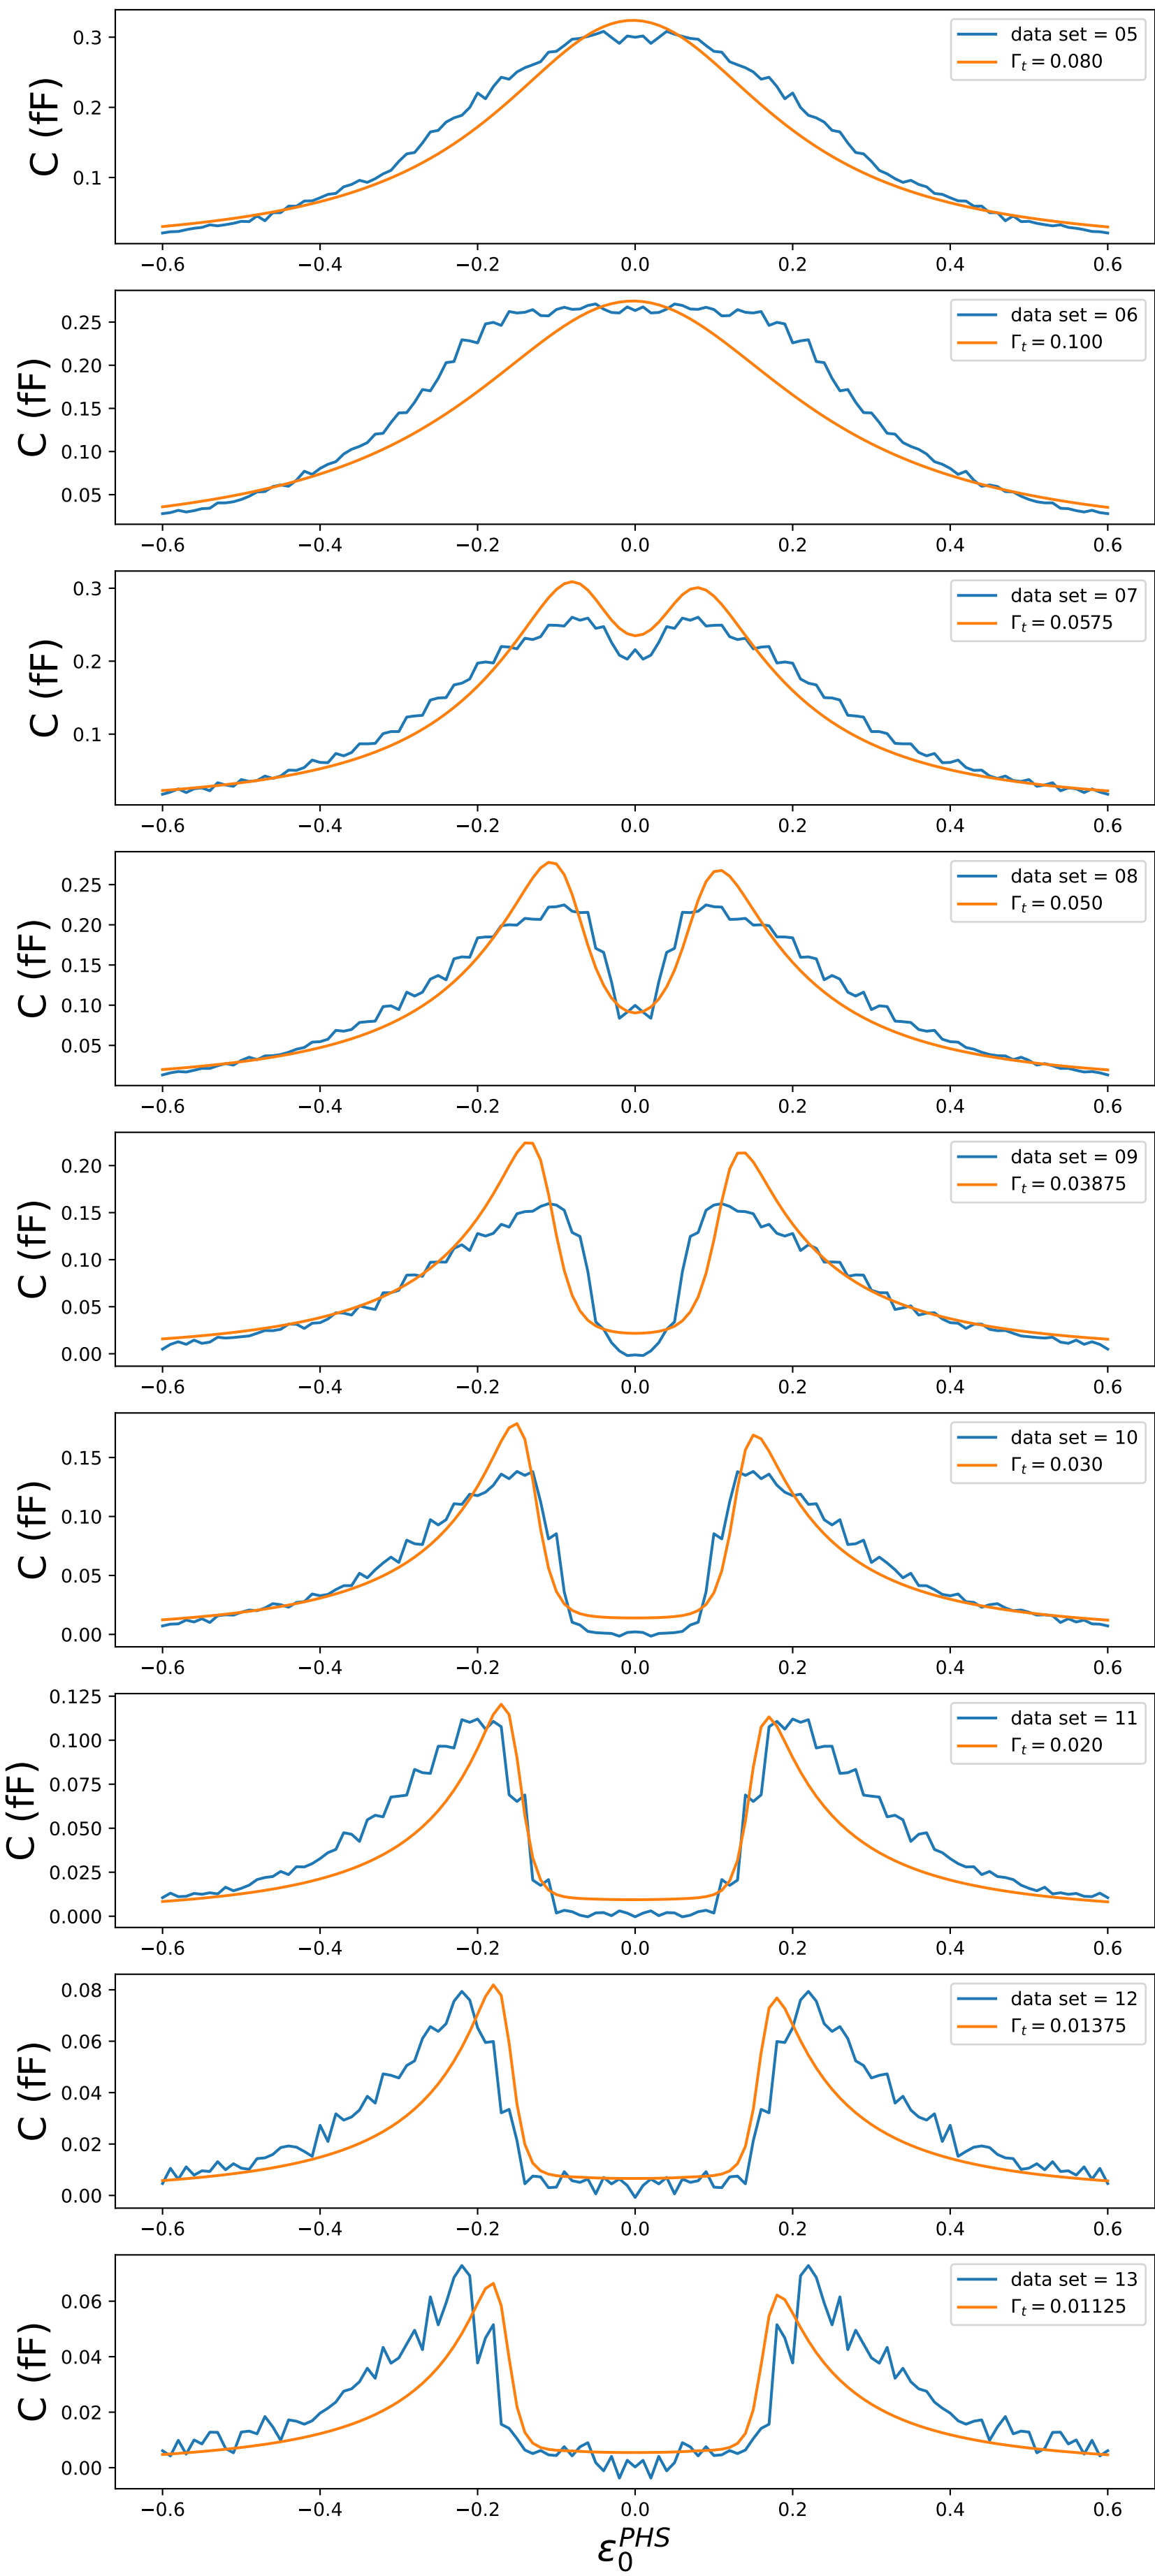 C (fF)
0.3
0.2
0.1
data set = 05
Γt = 0.080
−0.6 −0.4 −0.2 0.0 0.2 0.4 0.6
C (fF)
0.25
0.20
0.15
0.10
0.05
data set = 06
Γt = 0.100
−0.6 −0.4 −0.2 0.0 0.2 0.4 0.6
C (fF)
0.3
0.2
0.1
data set = 07
Γt = 0.0575
−0.6 −0.4 −0.2 0.0 0.2 0.4 0.6
C (fF)
0.25
0.20
0.15
0.10
0.05
data set = 08
Γt = 0.050
−0.6 −0.4 −0.2 0.0 0.2 0.4 0.6
C (fF)
0.20
0.15
0.10
0.05
0.00
data set = 09
Γt = 0.03875
−0.6 −0.4 −0.2 0.0 0.2 0.4 0.6
C (fF)
0.15
0.10
0.05
0.00
data set = 10
Γt = 0.030
−0.6 −0.4 −0.2 0.0 0.2 0.4 0.6
C (fF)
0.125
0.100
0.075
0.050
0.025
0.000
data set = 11
Γt = 0.020
−0.6 −0.4 −0.2 0.0 0.2 0.4 0.6
C (fF)
0.08
0.06
0.04
0.02
0.00
data set = 12
Γt = 0.01375
−0.6 −0.4 −0.2 0.0 0.2 0.4 0.6
C (fF)
0.06
0.04
0.02
0.00
data set = 13
Γt = 0.01125
−0.6 −0.4 −0.2 0.0 0.2 0.4 0.6
ε0PHS